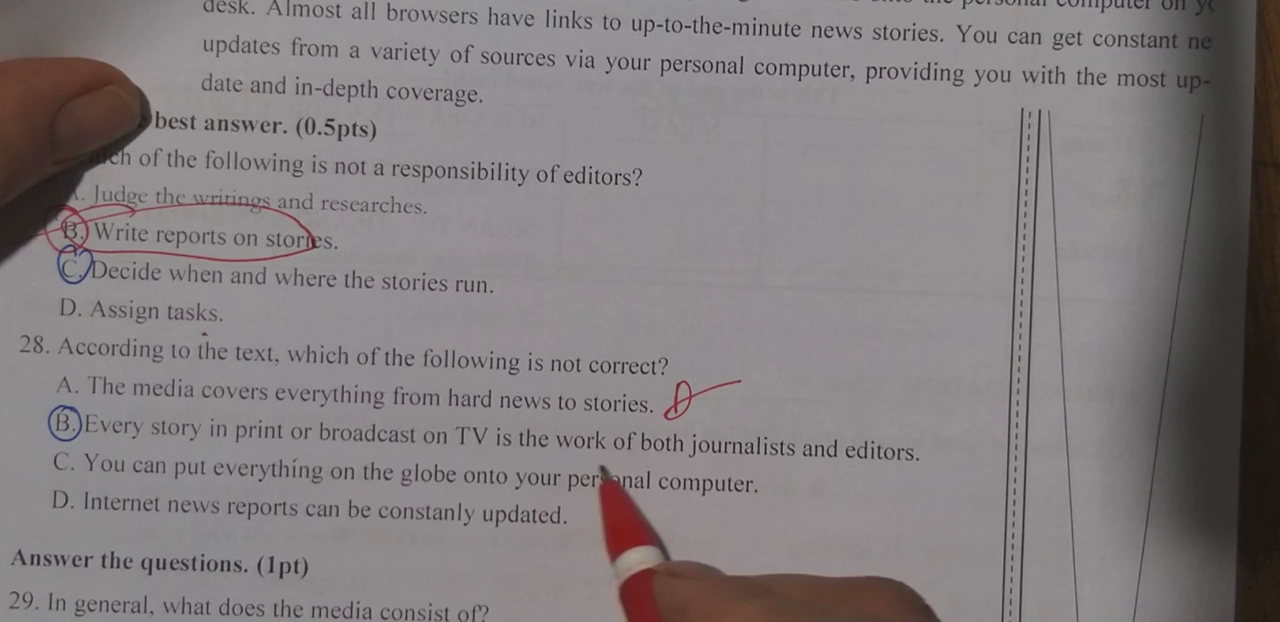 desk. Almost all browsers have links to up-to-the-minute news stories. You can get constant ne
updates from a variety of sources via your personal computer, providing you with the most up-
date and in-depth coverage.
best answer. (0.5pts)
of the following is not a responsibility of editors?
A. Judge the writings and researches.
B. Write reports on stories.
C. Decide when and where the stories run.
D. Assign tasks.
28. According to the text, which of the following is not correct?
A. The media covers everything from hard news to stories.
B. Every story in print or broadcast on TV is the work of both journalists and editors.
C. You can put everything on the globe onto your personal computer.
D. Internet news reports can be constanly updated.
Answer the questions. (1pt)
29. In general, what does the media consist of?